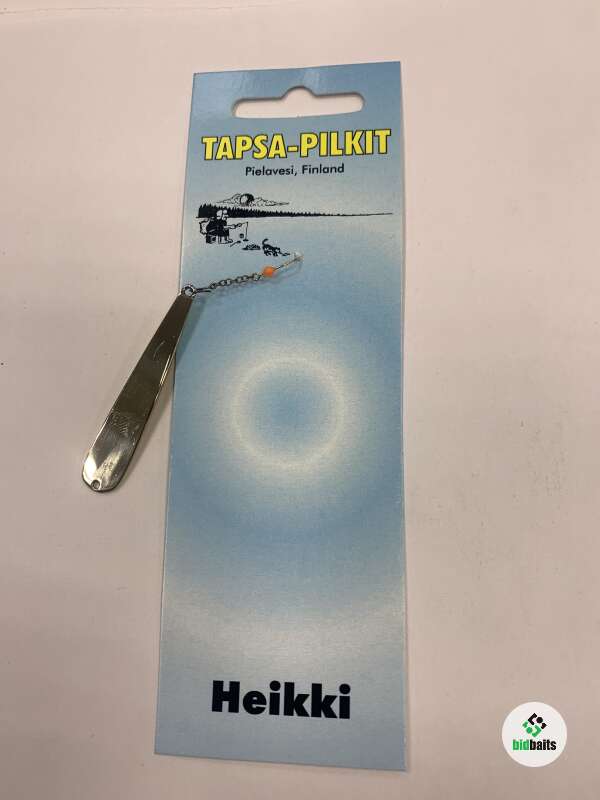 TAPSA-PILKIT
Pielavesi, Finland
Heikki
bidbaits